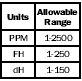 Units Allowable Range
PPM 1-2500
FH 1-250
dH 1-150